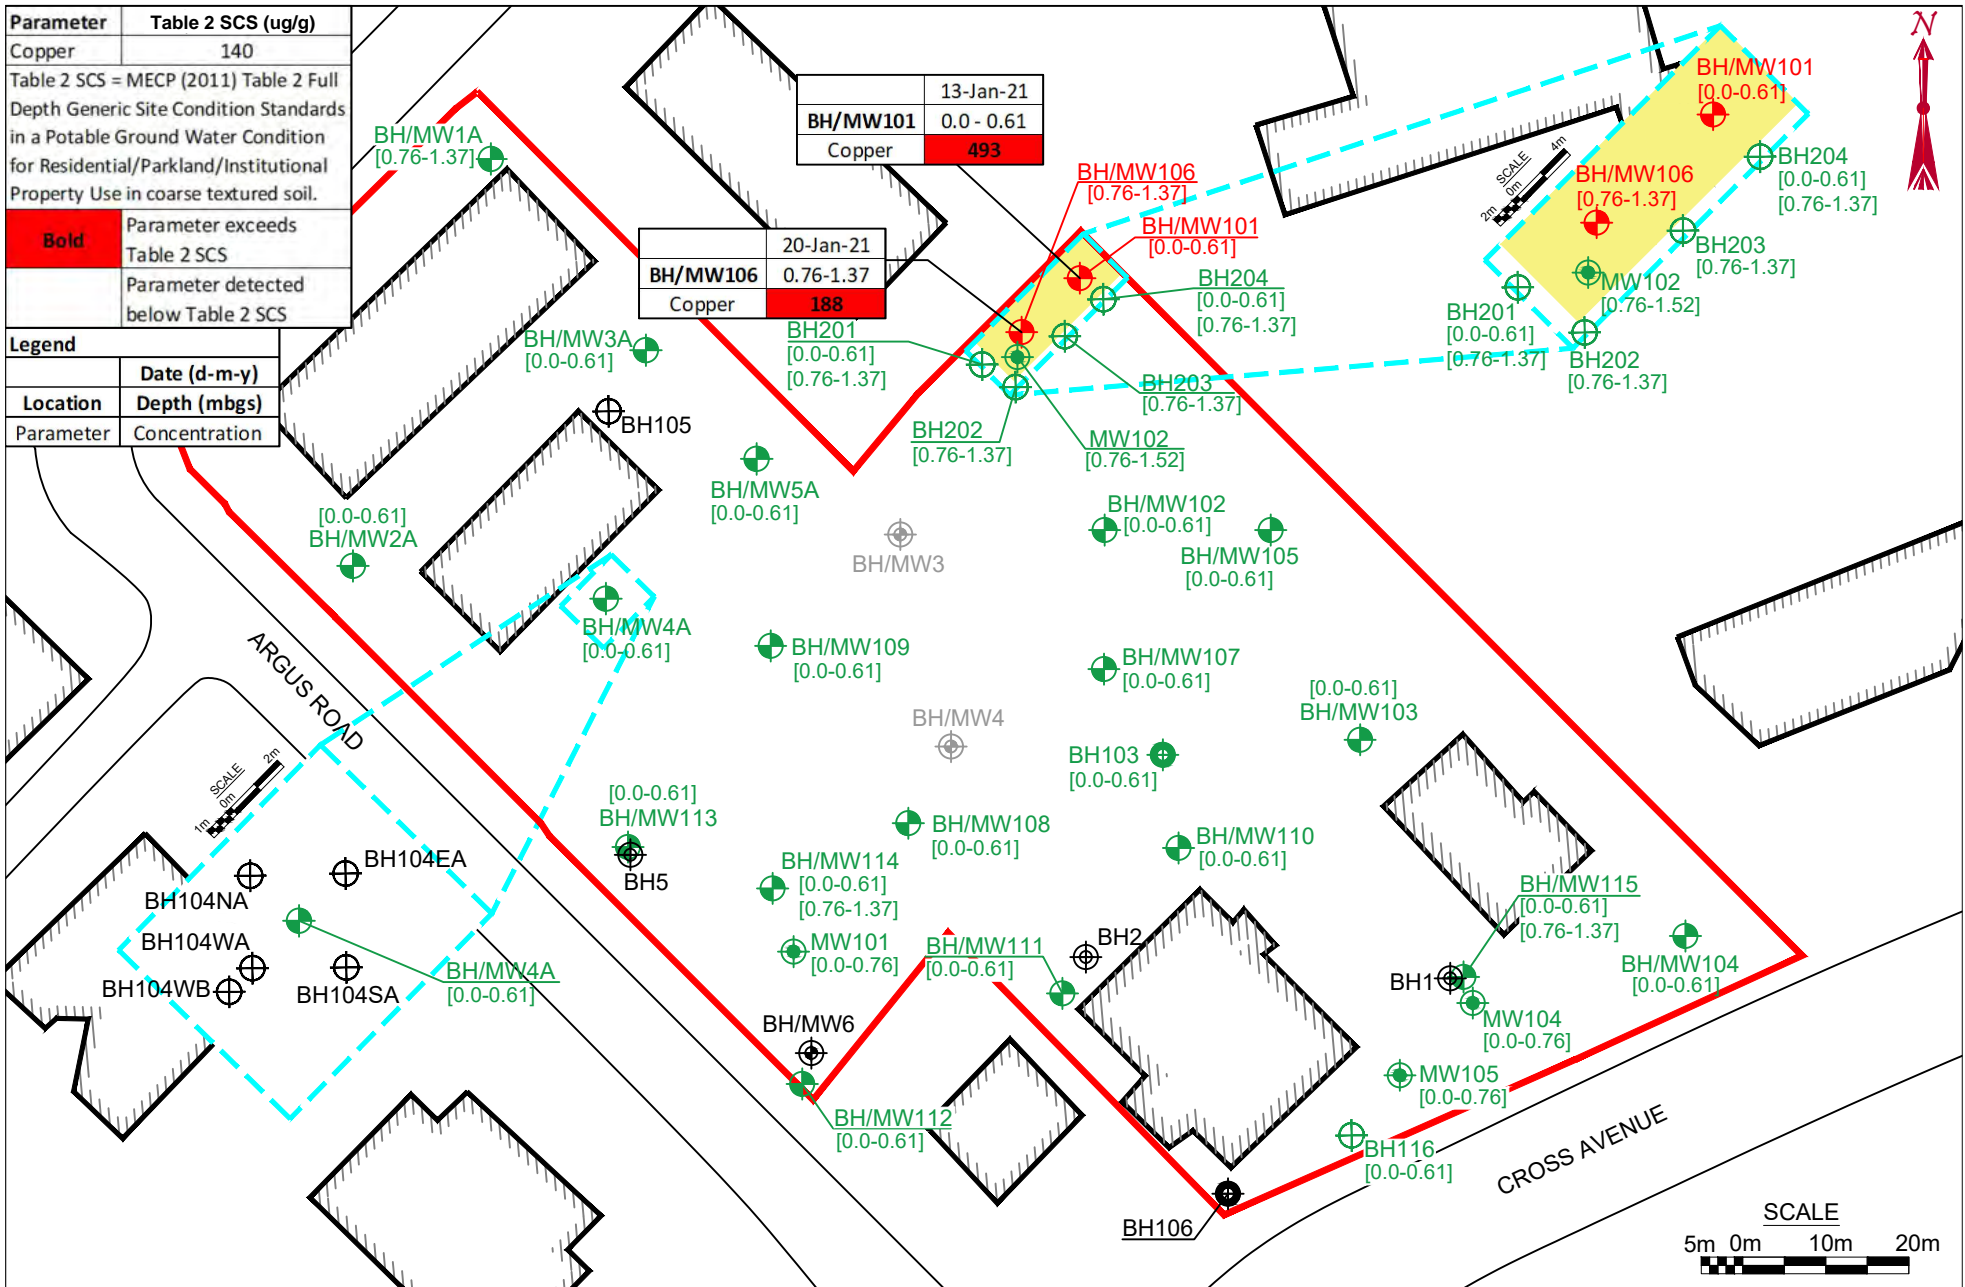 Parameter Table 2 SCS (ug/g)
Copper 140
Table 2 SCS = MECP (2011) Table 2 Full
Depth Generic Site Condition Standards
in a Potable Ground Water Condition
for Residential/Parkland/Institutional
Property Use in coarse textured soil.
Bold Parameter exceeds
Table 2 SCS
Parameter detected
below Table 2 SCS
Legend
Date (d-m-y)
Location Depth (mbgs)
Parameter Concentration
13-Jan-21
BH/MW101 0.0 - 0.61
Copper 493
20-Jan-21
BH/MW106 0.76-1.37
Copper 188
N
BH/MW1A
[0.76-1.37]
BH/MW106
[0.76-1.37]
BH/MW101
[0.0-0.61]
BH204
[0.0-0.61]
[0.76-1.37]
BH201
[0.0-0.61]
[0.76-1.37]
BH203
[0.76-1.37]
BH202
[0.76-1.37]
MW102
[0.76-1.52]
BH/MW101
[0.0-0.61]
SCALE
2m 0m 4m
BH/MW106
[0.76-1.37]
BH204
[0.0-0.61]
[0.76-1.37]
BH203
[0.76-1.37]
MW102
[0.76-1.52]
BH201
[0.0-0.61]
[0.76-1.37]
BH202
[0.76-1.37]
BH/MW3A
[0.0-0.61]
BH105
BH/MW5A
[0.0-0.61]
[0.0-0.61]
BH/MW2A
BH/MW3
BH/MW102
[0.0-0.61]
BH/MW105
[0.0-0.61]
BH/MW4A
[0.0-0.61]
BH/MW109
[0.0-0.61]
BH/MW107
[0.0-0.61]
[0.0-0.61]
BH/MW103
BH/MW4
BH103
[0.0-0.61]
ARGUS ROAD
SCALE
1m 0m 2m
[0.0-0.61]
BH/MW113
BH5
BH/MW108
[0.0-0.61]
BH/MW110
[0.0-0.61]
BH/MW114
[0.0-0.61]
[0.76-1.37]
BH104EA
BH104NA
BH104WA
BH104WB
BH104SA
BH/MW4A
[0.0-0.61]
MW101
[0.0-0.76]
BH/MW111
[0.0-0.61]
BH2
BH/MW115
[0.0-0.61]
[0.76-1.37]
BH1
BH/MW104
[0.0-0.61]
MW104
[0.0-0.76]
BH/MW6
MW105
[0.0-0.76]
BH/MW112
[0.0-0.61]
BH116
[0.0-0.61]
CROSS AVENUE
BH106
SCALE
5m 0m 10m 20m